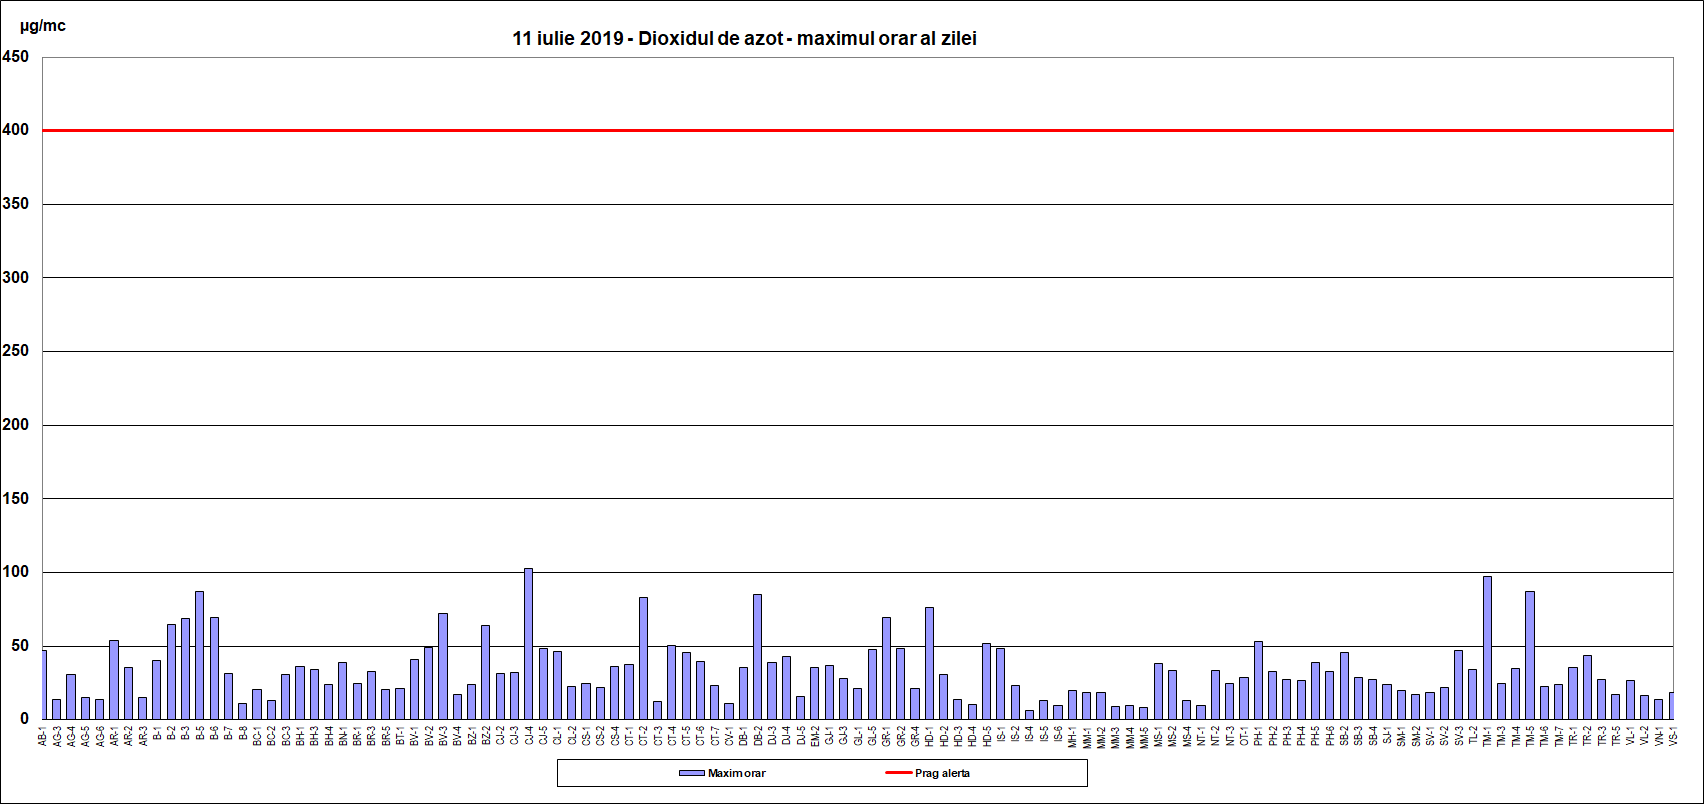 µg/mc
11 iulie 2019 - Dioxidul de azot - maximul orar al zilei
450
400
350
300
250
200
150
100
50
0
AB-1 AG-3 AG-4 AG-5 AG-6 AR-1 AR-2 AR-3 B-1 B-2 B-3 B-5 B-6 B-7 B-8 BC-1 BC-2 BC-3 BH-1 BH-3 BH-4 BN-1 BR-1 BR-3 BR-5 BT-1 BV-1 BV-2 BV-3 BV-4 BZ-1 BZ-2 CJ-2 CJ-3 CJ-4 CJ-5 CL-1 CL-2 CS-1 CS-2 CS-4 CT-1 CT-2 CT-3 CT-4 CT-5 CT-6 CT-7 CV-1 DB-1 DB-2 DJ-3 DJ-4 DJ-5 EM-2 GJ-1 GJ-3 GL-1 GL-5 GR-1 GR-2 GR-4 HD-1 HD-2 HD-3 HD-4 HD-5 IS-1 IS-2 IS-4 IS-5 IS-6 MH-1 MM-1 MM-2 MM-3 MM-4 MM-5 MS-1 MS-2 MS-4 NT-1 NT-2 NT-3 OT-1 PH-1 PH-2 PH-3 PH-4 PH-5 PH-6 SB-2 SB-3 SB-4 SJ-1 SM-1 SM-2 SV-1 SV-2 SV-3 TL-2 TM-1 TM-3 TM-4 TM-5 TM-6 TM-7 TR-1 TR-2 TR-3 TR-5 VL-1 VL-2 VN-1 VS-1
Maxim orar
Prag alerta